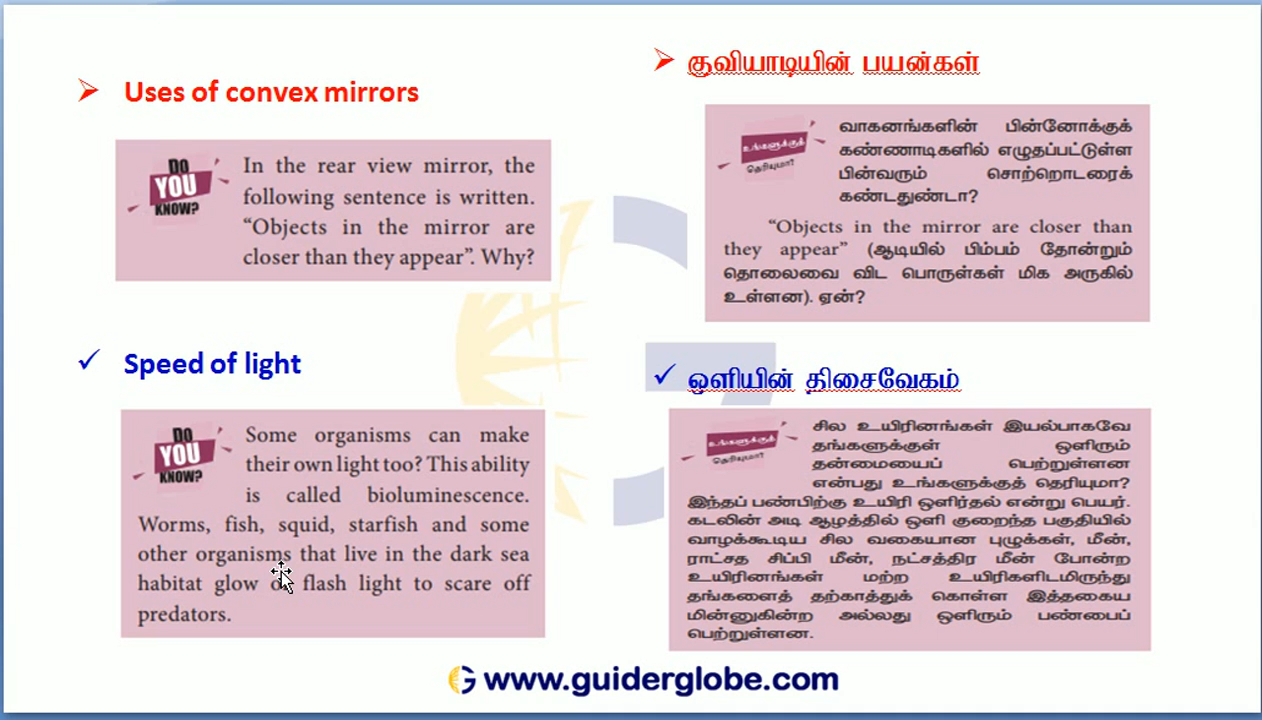 Uses of convex mirrors
DO
YOU
KNOW?
In the rear view mirror, the
following sentence is written.
“Objects in the mirror are
closer than they appear”. Why?
Speed of light
DO
YOU
KNOW?
Some organisms can make
their own light too? This ability
is called bioluminescence.
Worms, fish, squid, starfish and some
other organisms that live in the dark sea
habitat glow or flash light to scare off
predators.
குவியாடியின் பயன்கள்
உங்களுக்குத்
தெரியுமா?
வாகனங்களின் பின்னோக்குக்
கண்ணாடிகளில் எழுதப்பட்டுள்ள
பின்வரும் சொற்றொடரைக்
கண்டதுண்டா?
“Objects in the mirror are closer than
they appear” (ஆடியில் பிம்பம் தோன்றும்
தொலைவை விட பொருள்கள் மிக அருகில்
உள்ளன). ஏன்?
ஒளியின் திசைவேகம்
உங்களுக்குத்
தெரியுமா?
சில உயிரினங்கள் இயல்பாகவே
தங்களுக்குள் ஒளிரும்
தன்மையைப் பெற்றுள்ளன
என்பது உங்களுக்குத் தெரியுமா?
இந்தப் பண்பிற்கு உயிரி ஒளிர்தல் என்று பெயர்.
கடலின் அடி ஆழத்தில் ஒளி குறைந்த பகுதியில்
வாழக்கூடிய சில வகையான புழுக்கள், மீன்,
ராட்சத சிப்பி மீன், நட்சத்திர மீன் போன்ற
உயிரினங்கள் மற்ற உயிரிகளிடமிருந்து
தங்களைத் தற்காத்துக் கொள்ள இத்தகைய
மின்னுகின்ற அல்லது ஒளிரும் பண்பைப்
பெற்றுள்ளன.
www.guiderglobe.com